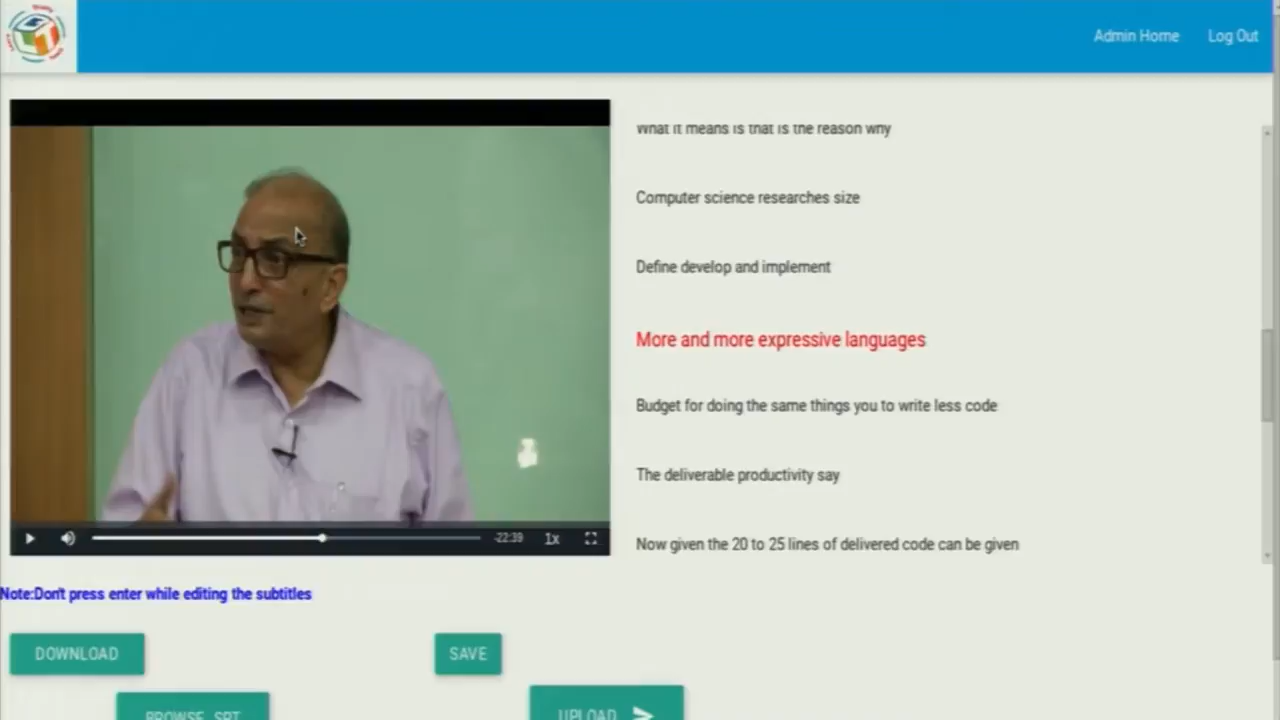 Admin Home Log Out
What it means is that is the reason why
Computer science researches size
Define develop and implement
More and more expressive languages
Budget for doing the same things you to write less code
The deliverable productivity say
Now given the 20 to 25 lines of delivered code can be given
-22:39 1x
Note:Don't press enter while editing the subtitles
DOWNLOAD SAVE
BROWSE SRT UPLOAD